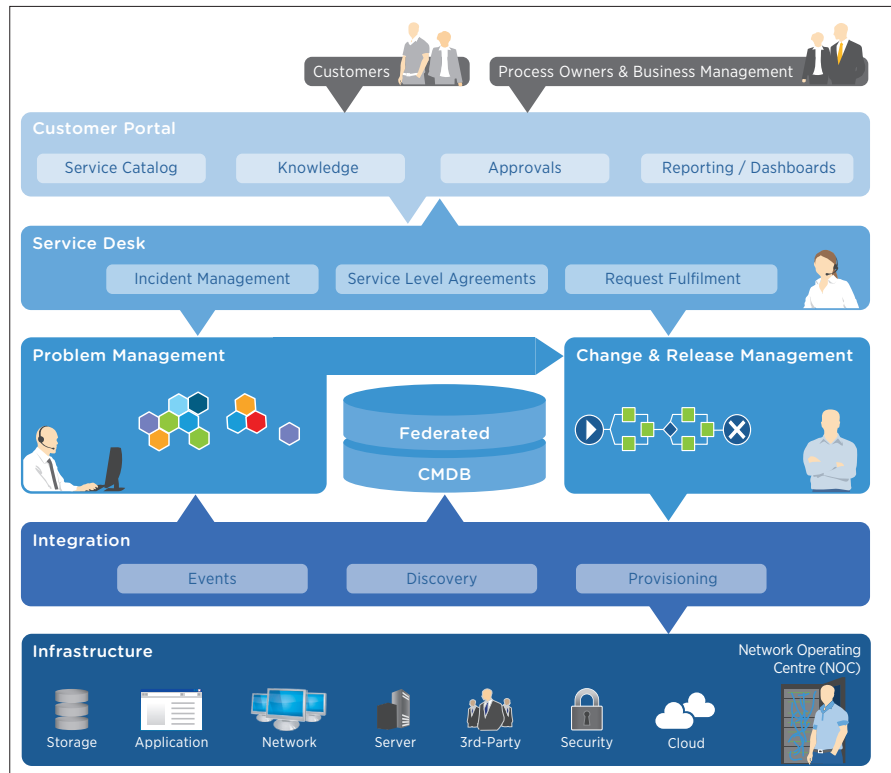 Customers
Process Owners & Business Management
Customer Portal
Service Catalog
Knowledge
Approvals
Reporting / Dashboards
Service Desk
Incident Management
Service Level Agreements
Request Fulfilment
Problem Management
Change & Release Management
Federated
CMDB
Integration
Events
Discovery
Provisioning
Infrastructure
Network Operating
Centre (NOC)
Storage
Application
Network
Server
3rd-Party
Security
Cloud